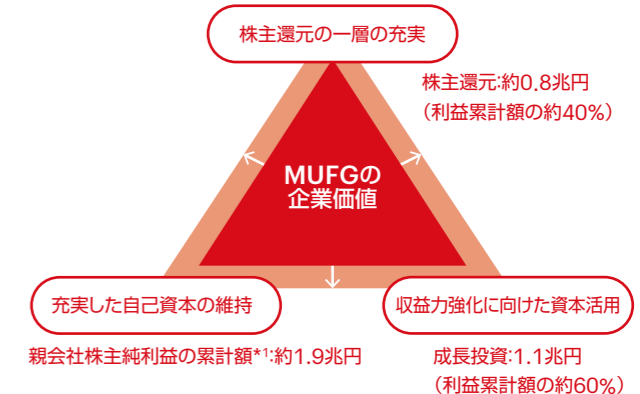 株主還元の一層の充実
株主還元:約0.8兆円
（利益累計額の約40%）
MUFGの
企業価値
充実した自己資本の維持
収益力強化に向けた資本活用
親会社株主純利益の累計額*1:約1.9兆円
成長投資:1.1兆円
（利益累計額の約60%）